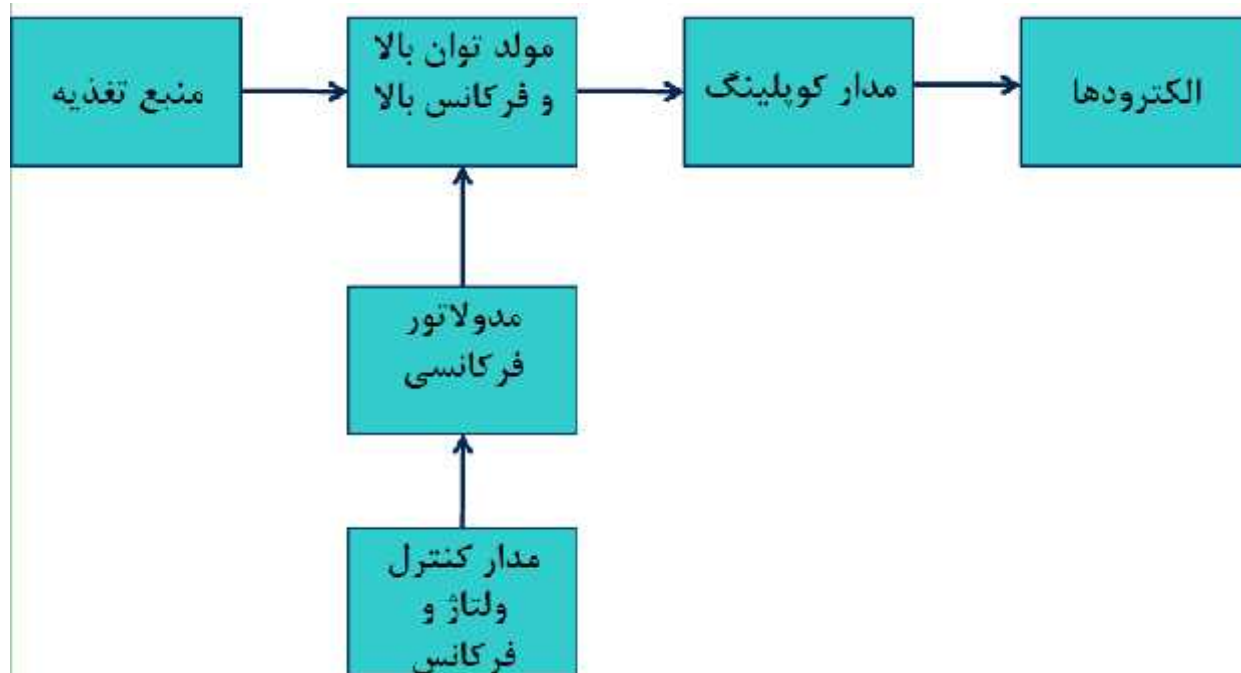 منبع تغذیه
مولد توان بالا
و فرکانس بالا
مدار کوپلینگ
الکترودها
مدولاتور
فرکانسی
مدار کنترل
ولتاژ و
فرکانس